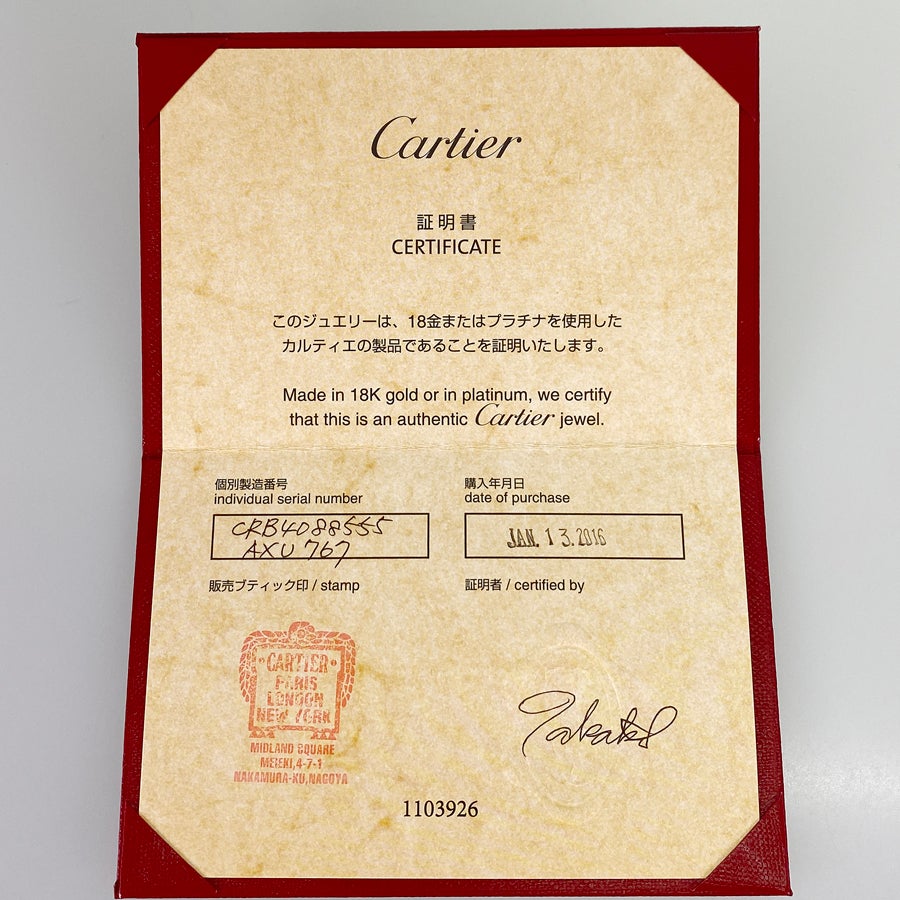 Cartier
証明書
CERTIFICATE
このジュエリーは、18金またはプラチナを使用した
カルティエの製品であることを証明いたします。
Made in 18K gold or in platinum, we certify
that this is an authentic Cartier jewel.
個別製造番号
individual serial number
CRB4088555
AXU767
購入年月日
date of purchase
JAN. 13.2016
販売ブティック印 / stamp
証明者 / certified by
CARTIER
PARIS
LONDON
NEW YORK
MIDLAND SQUARE
MEIEKI,4-7-1
NAKAMURA-KU,NAGOYA
1103926